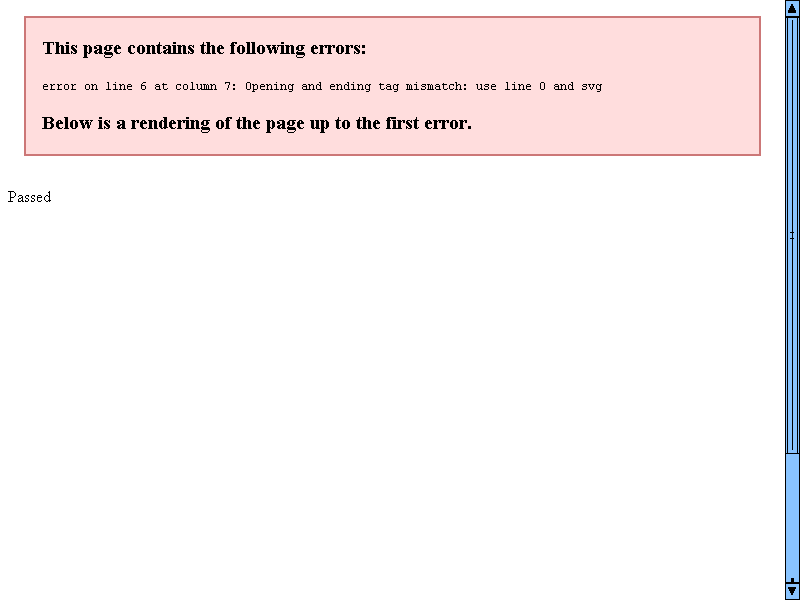 This page contains the following errors:
error on line 6 at column 7: Opening and ending tag mismatch: use line 0 and svg
Below is a rendering of the page up to the first error.
Passed